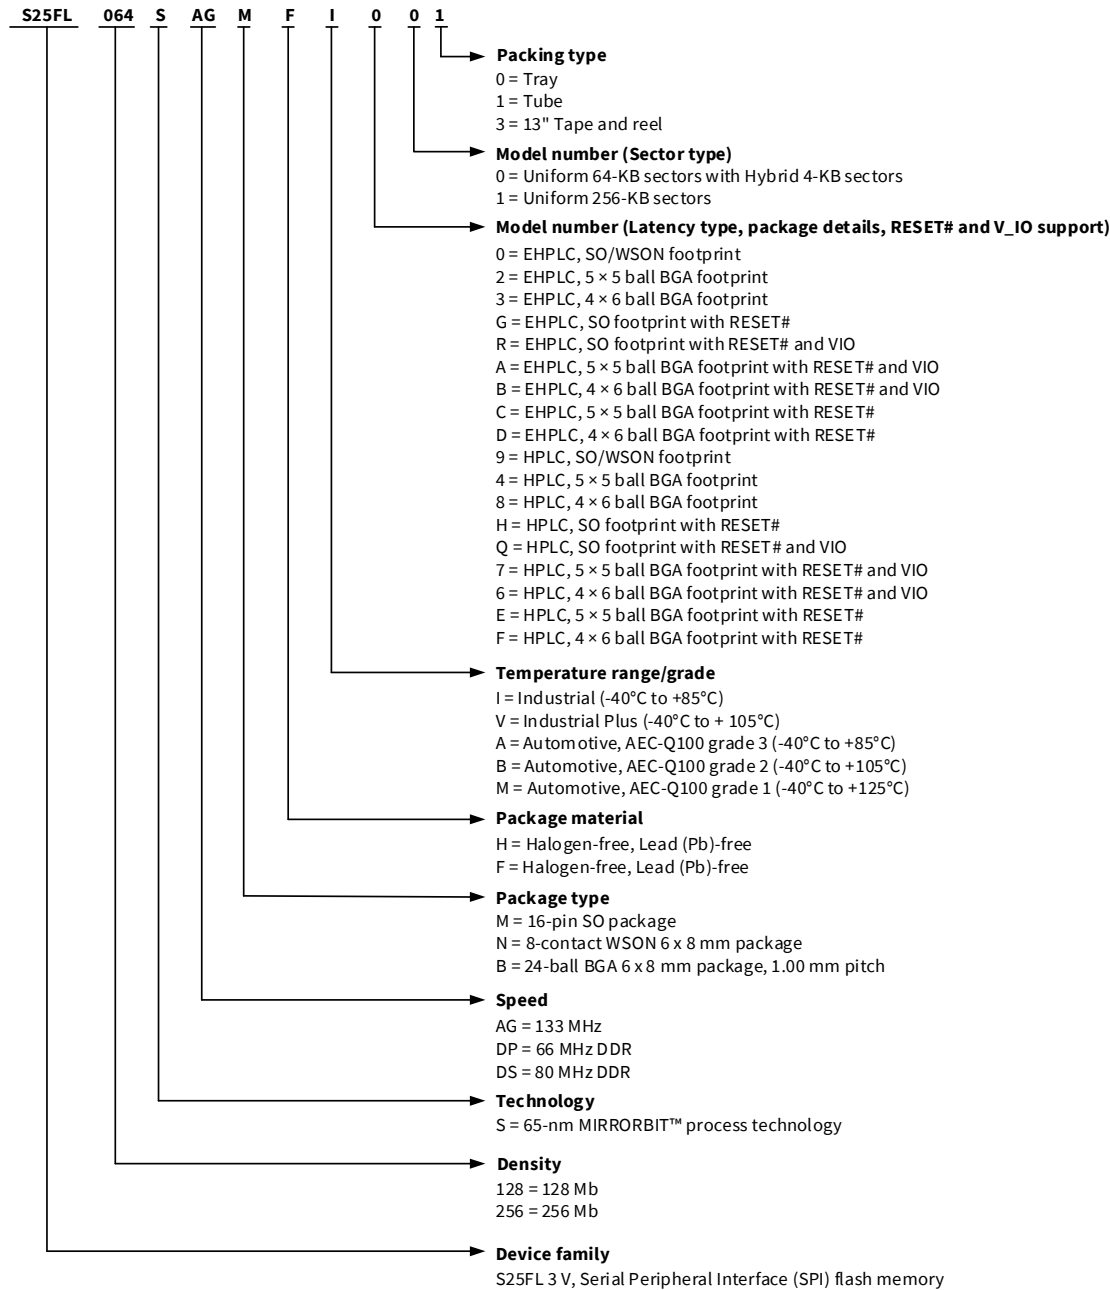 S25FL 064 S AG M F I 0 0 1
Packing type
0 = Tray
1 = Tube
3 = 13" Tape and reel
Model number (Sector type)
0 = Uniform 64-KB sectors with Hybrid 4-KB sectors
1 = Uniform 256-KB sectors
Model number (Latency type, package details, RESET# and V_IO support)
0 = EHPLC, SO/WSON footprint
2 = EHPLC, 5 × 5 ball BGA footprint
3 = EHPLC, 4 × 6 ball BGA footprint
G = EHPLC, SO footprint with RESET#
R = EHPLC, SO footprint with RESET# and VIO
A = EHPLC, 5 × 5 ball BGA footprint with RESET# and VIO
B = EHPLC, 4 × 6 ball BGA footprint with RESET# and VIO
C = EHPLC, 5 × 5 ball BGA footprint with RESET#
D = EHPLC, 4 × 6 ball BGA footprint with RESET#
9 = HPLC, SO/WSON footprint
4 = HPLC, 5 × 5 ball BGA footprint
8 = HPLC, 4 × 6 ball BGA footprint
H = HPLC, SO footprint with RESET#
Q = HPLC, SO footprint with RESET# and VIO
7 = HPLC, 5 × 5 ball BGA footprint with RESET# and VIO
6 = HPLC, 4 × 6 ball BGA footprint with RESET# and VIO
E = HPLC, 5 × 5 ball BGA footprint with RESET#
F = HPLC, 4 × 6 ball BGA footprint with RESET#
Temperature range/grade
I = Industrial (-40°C to +85°C)
V = Industrial Plus (-40°C to + 105°C)
A = Automotive, AEC-Q100 grade 3 (-40°C to +85°C)
B = Automotive, AEC-Q100 grade 2 (-40°C to +105°C)
M = Automotive, AEC-Q100 grade 1 (-40°C to +125°C)
Package material
H = Halogen-free, Lead (Pb)-free
F = Halogen-free, Lead (Pb)-free
Package type
M = 16-pin SO package
N = 8-contact WSON 6 x 8 mm package
B = 24-ball BGA 6 x 8 mm package, 1.00 mm pitch
Speed
AG = 133 MHz
DP = 66 MHz DDR
DS = 80 MHz DDR
Technology
S = 65-nm MIRRORBIT™ process technology
Density
128 = 128 Mb
256 = 256 Mb
Device family
S25FL 3 V, Serial Peripheral Interface (SPI) flash memory